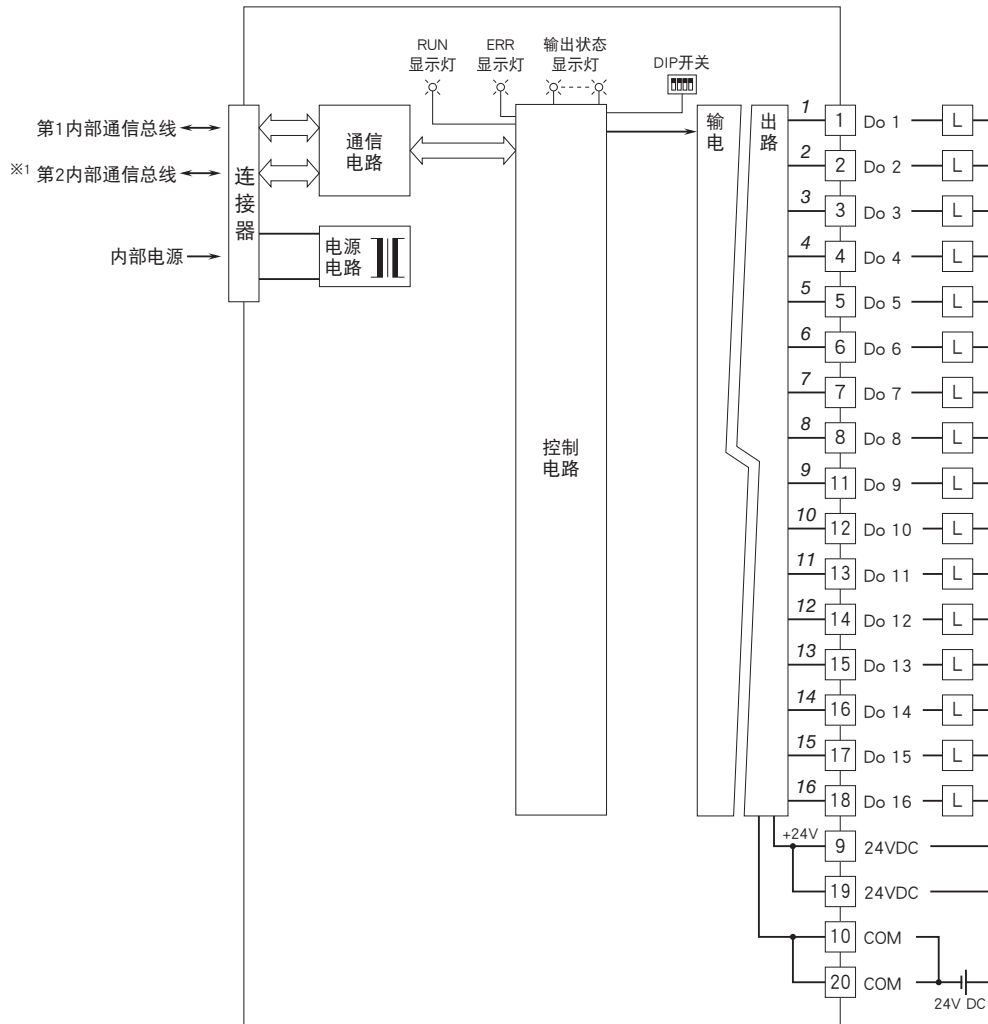 RUN
显示灯
ERR
显示灯
输出状态
显示灯
DIP开关
第1内部通信总线
※1 第2内部通信总线
内部电源
连接器
通信
电路
电源
电路
控制
电路
输出
电路
1 1 Do 1 L
2 2 Do 2 L
3 3 Do 3 L
4 4 Do 4 L
5 5 Do 5 L
6 6 Do 6 L
7 7 Do 7 L
8 8 Do 8 L
9 11 Do 9 L
10 12 Do 10 L
11 13 Do 11 L
12 14 Do 12 L
13 15 Do 13 L
14 16 Do 14 L
15 17 Do 15 L
16 18 Do 16 L
+24V 9 24VDC
19 24VDC
10 COM
20 COM
24V DC